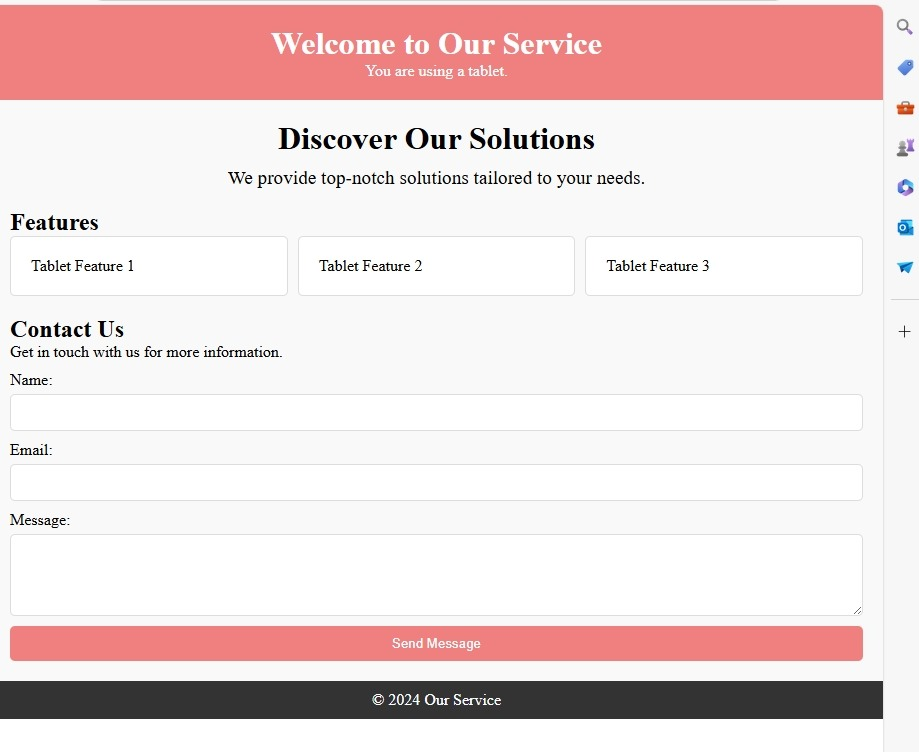 Welcome to Our Service
You are using a tablet.
Discover Our Solutions
We provide top-notch solutions tailored to your needs.
Features
Tablet Feature 1
Tablet Feature 2
Tablet Feature 3
Contact Us
Get in touch with us for more information.
Name:
Email:
Message:
Send Message
© 2024 Our Service